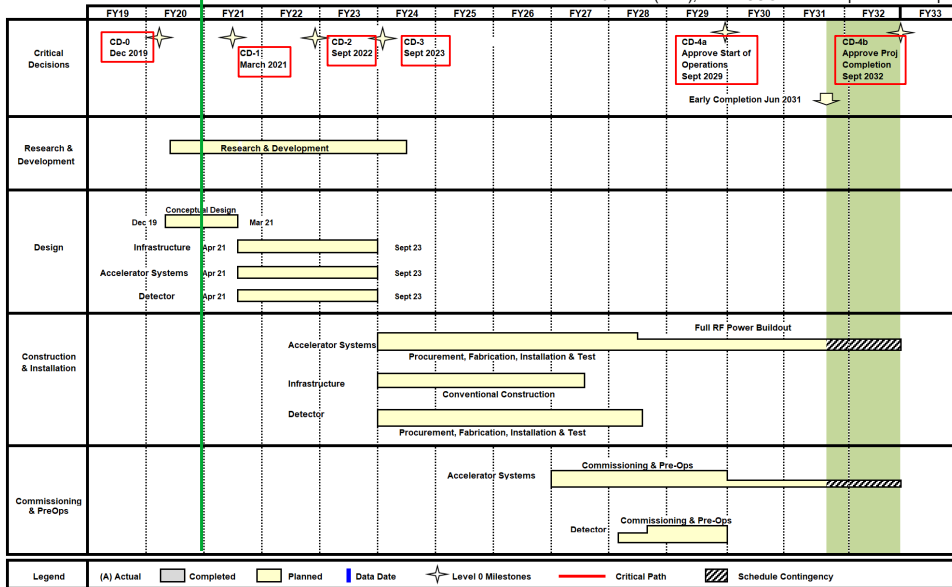 FY19 FY20 FY21 FY22 FY23 FY24 FY25 FY26 FY27 FY28 FY29 FY30 FY31 FY32 FY33
Critical
Decisions
CD-0
Dec 2019
CD-1
March 2021
CD-2
Sept 2022
CD-3
Sept 2023
CD-4a
Approve Start of
Operations
Sept 2029
CD-4b
Approve Proj
Completion
Sept 2032
Early Completion Jun 2031
Research &
Development
Research & Development
Design
Conceptual Design
Dec 19 Mar 21
Infrastructure Apr 21 Sept 23
Accelerator Systems Apr 21 Sept 23
Detector Apr 21 Sept 23
Construction
& Installation
Full RF Power Buildout
Accelerator Systems
Procurement, Fabrication, Installation & Test
Infrastructure
Conventional Construction
Detector
Procurement, Fabrication, Installation & Test
Commissioning
& PreOps
Accelerator Systems
Commissioning & Pre-Ops
Detector
Commissioning & Pre-Ops
Legend (A) Actual Completed Planned Data Date Level 0 Milestones Critical Path Schedule Contingency